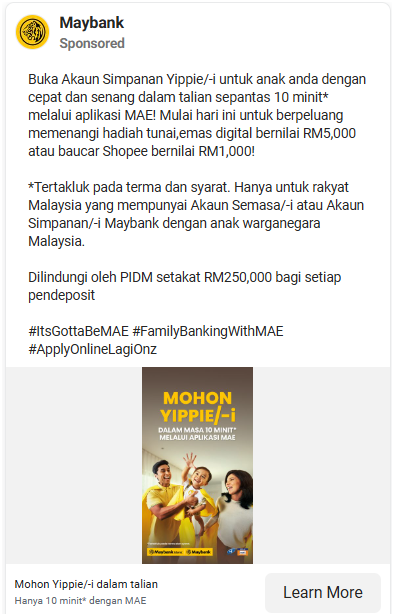 Maybank
Sponsored
Buka Akaun Simpanan Yippie/-i untuk anak anda dengan
cepat dan senang dalam talian sepantas 10 minit*
melalui aplikasi MAE! Mulai hari ini untuk berpeluang
memenangi hadiah tunai,emas digital bernilai RM5,000
atau baucar Shopee bernilai RM1,000!
*Tertakluk pada terma dan syarat. Hanya untuk rakyat
Malaysia yang mempunyai Akaun Semasa/-i atau Akaun
Simpanan/-i Maybank dengan anak warganegara
Malaysia.
Dilindungi oleh PIDM setakat RM250,000 bagi setiap
pendeposit
#ItsGottaBeMAE #FamilyBankingWithMAE
#ApplyOnlineLagiOnz
MOHON
YIPPIE/-i
DALAM MASA 10 MINIT*
MELALUI APLIKASI MAE
Maybank Maybank
Mohon Yippie/-i dalam talian
Hanya 10 minit* dengan MAE
Learn More